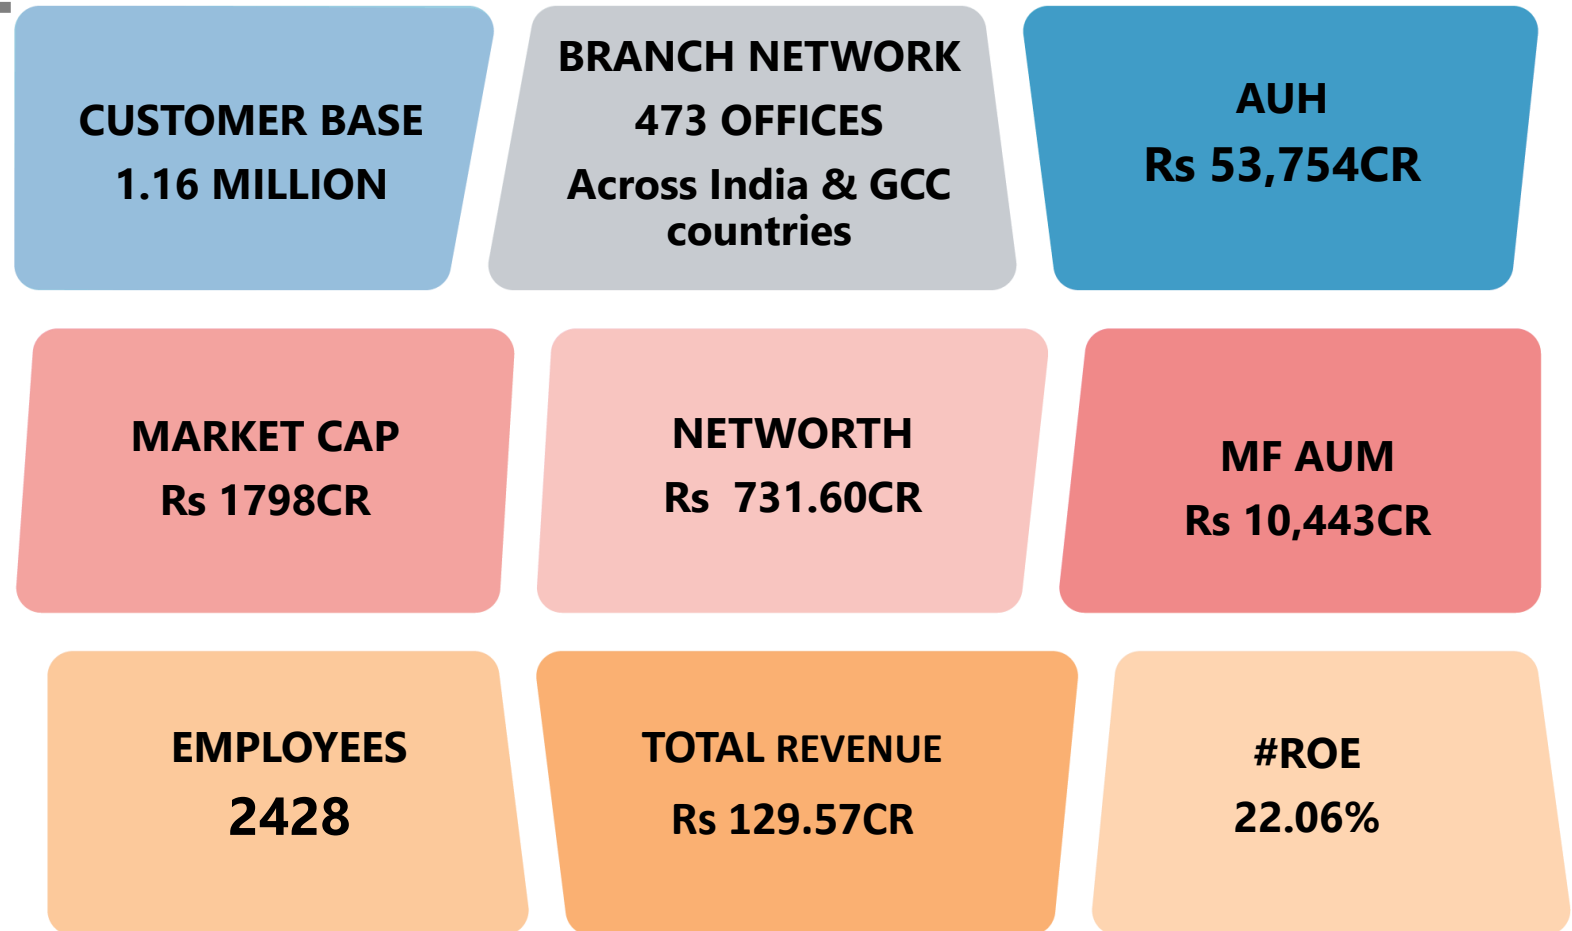 CUSTOMER BASE
1.16 MILLION
BRANCH NETWORK
473 OFFICES
Across India & GCC
countries
AUH
Rs 53,754CR
MARKET CAP
Rs 1798CR
NETWORTH
Rs  731.60CR
MF AUM
Rs 10,443CR
EMPLOYEES
2428
TOTAL REVENUE
Rs 129.57CR
#ROE
22.06%